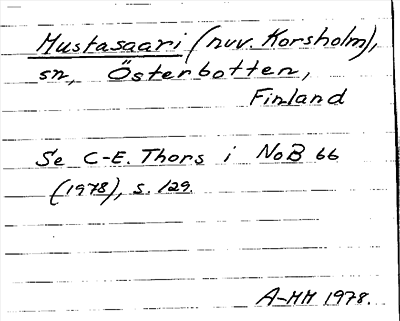 Mustasaari (nuv. Korsholm),
sn, Österbotten,
Finland
Se C-E. Thors i NoB 66
(1978), s. 129.
A-MH 1978.